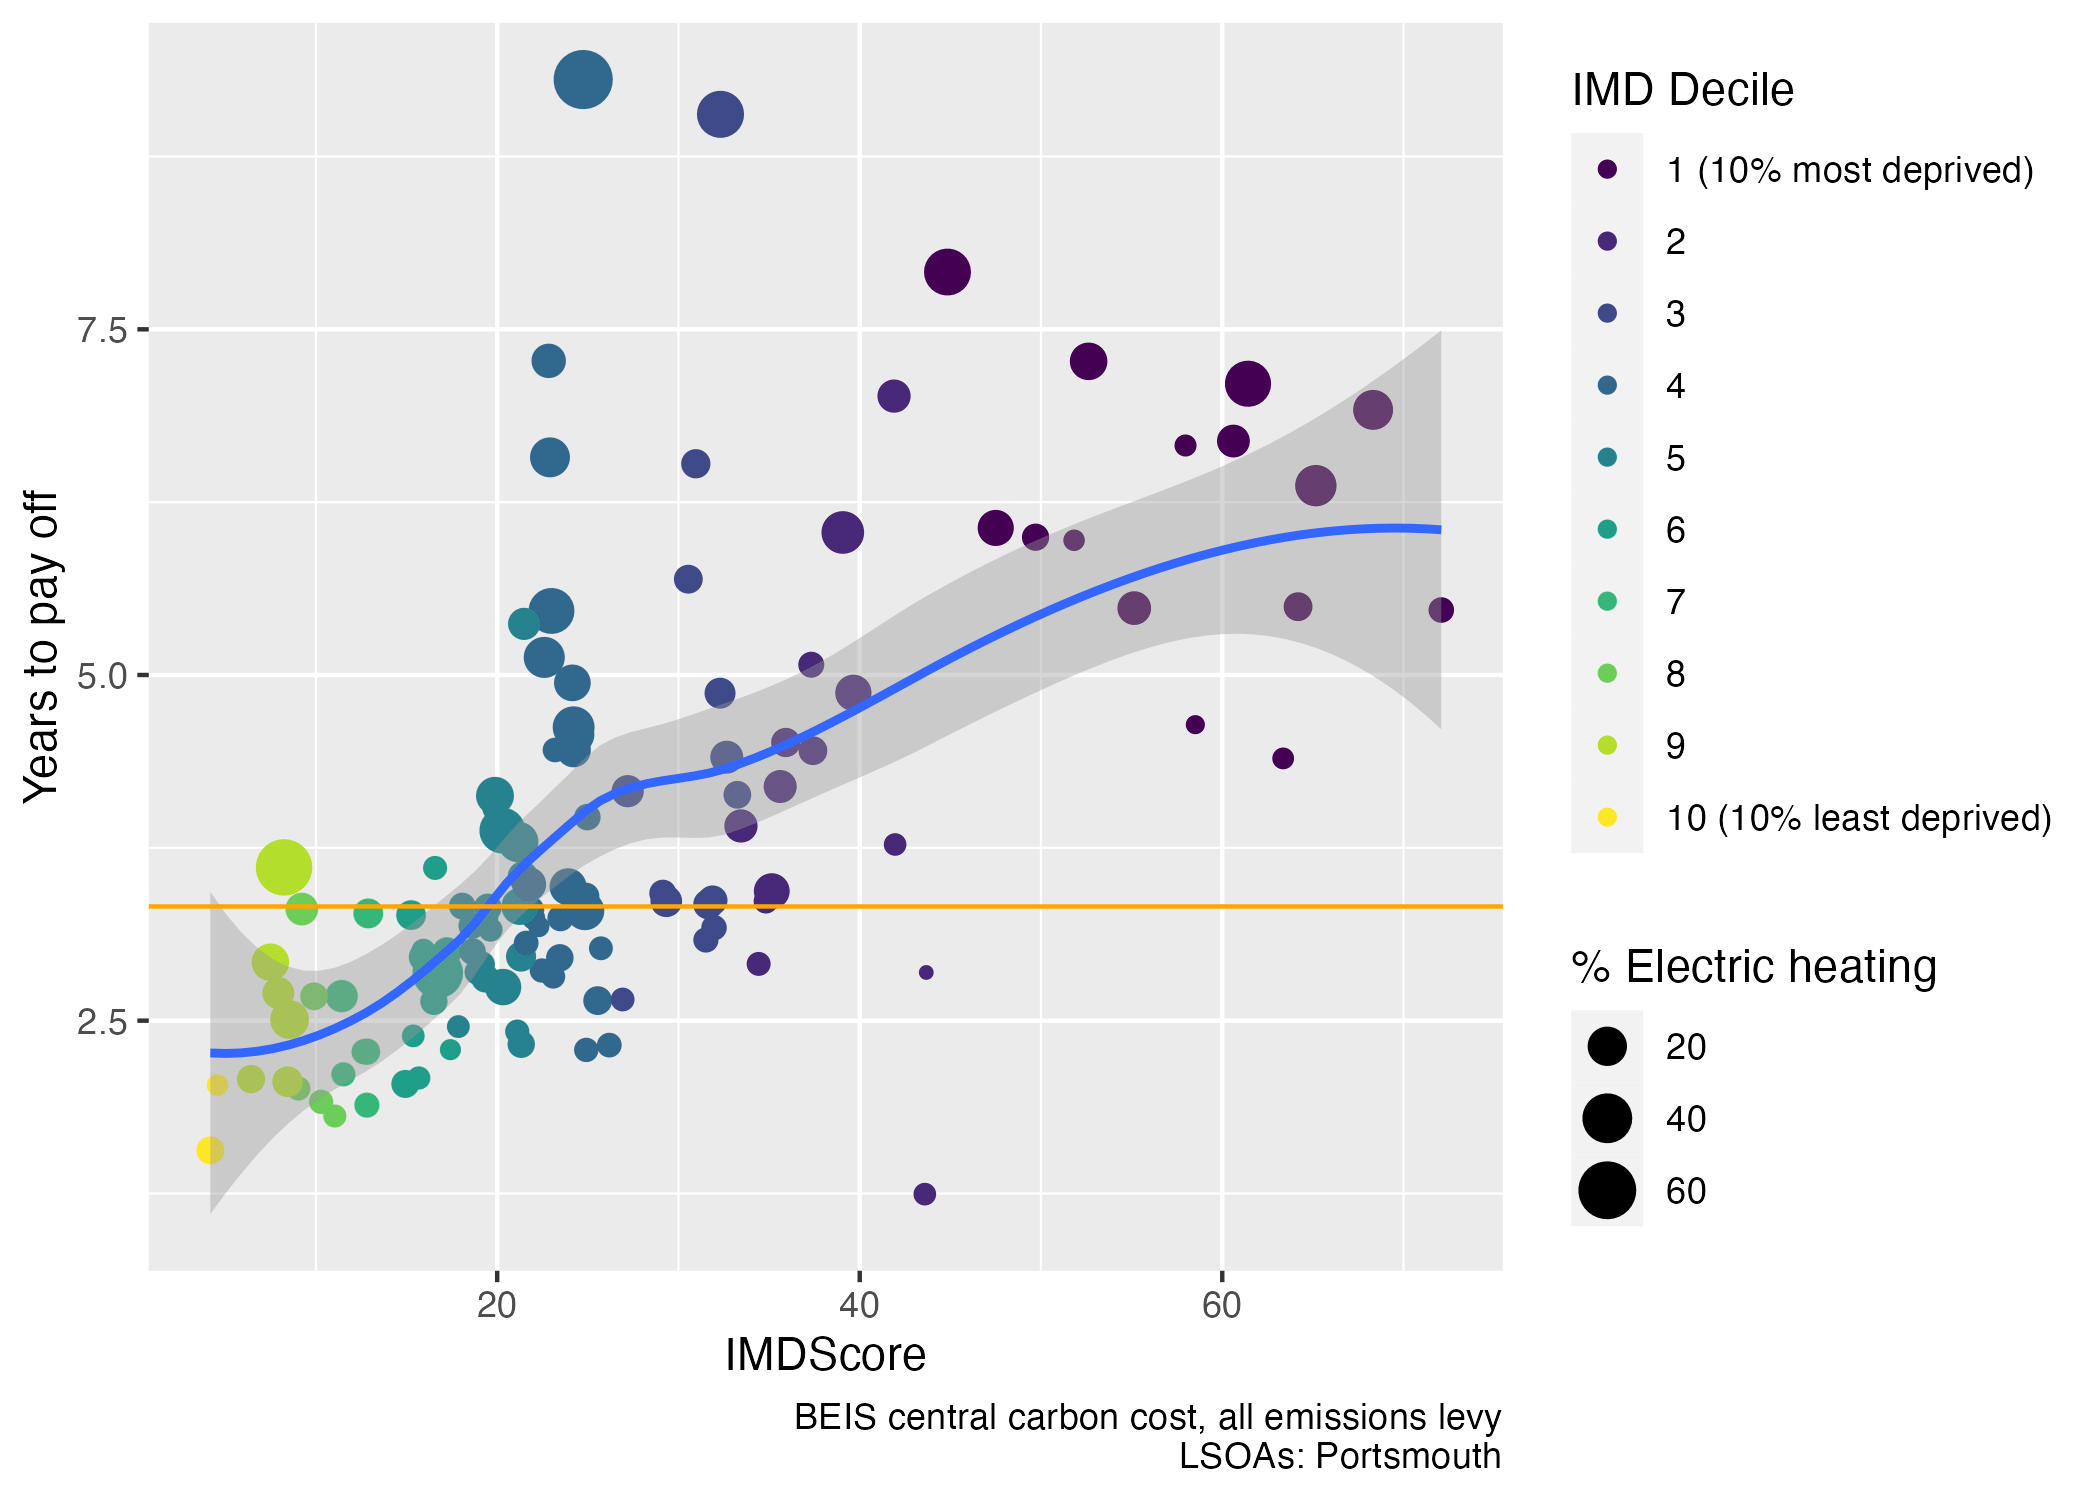 Years to pay off
7.5
5.0
2.5
20
40
60
IMDScore
BEIS central carbon cost, all emissions levy
LSOAs: Portsmouth
IMD Decile
1 (10% most deprived)
2
3
4
5
6
7
8
9
10 (10% least deprived)
% Electric heating
20
40
60